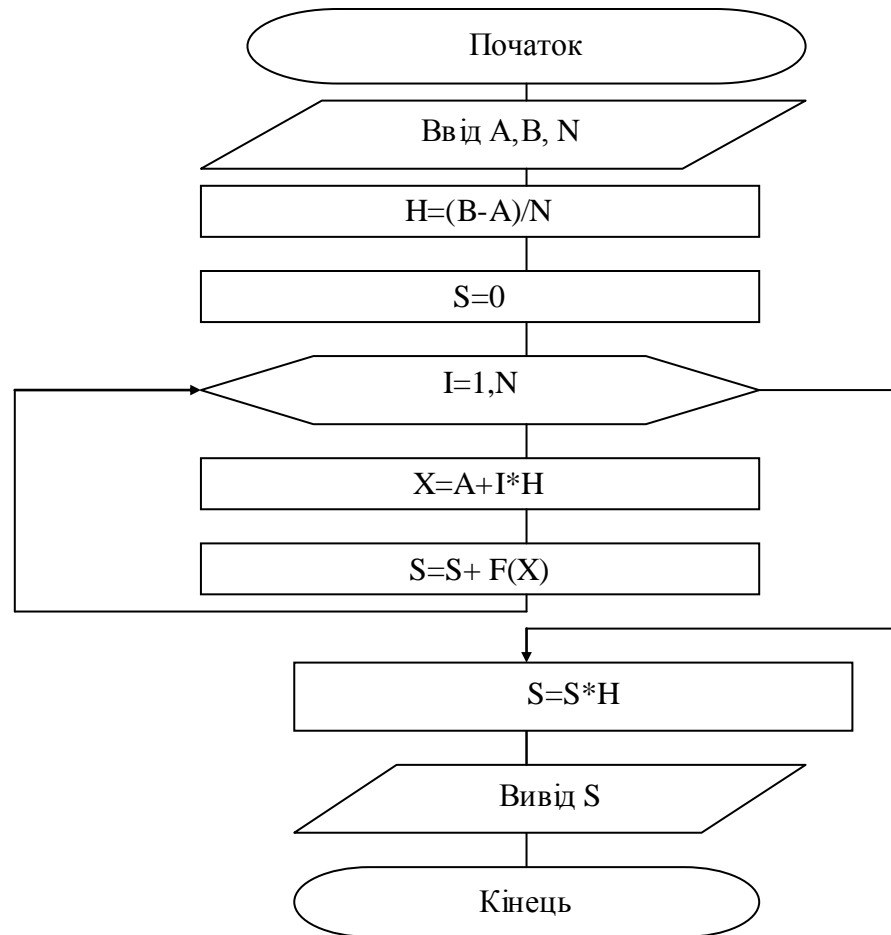 Початок
Ввід A,B, N
H=(B-A)/N
S=0
I=1,N
X=A+I*H
S=S+ F(X)
S=S*H
Вивід S
Кінець